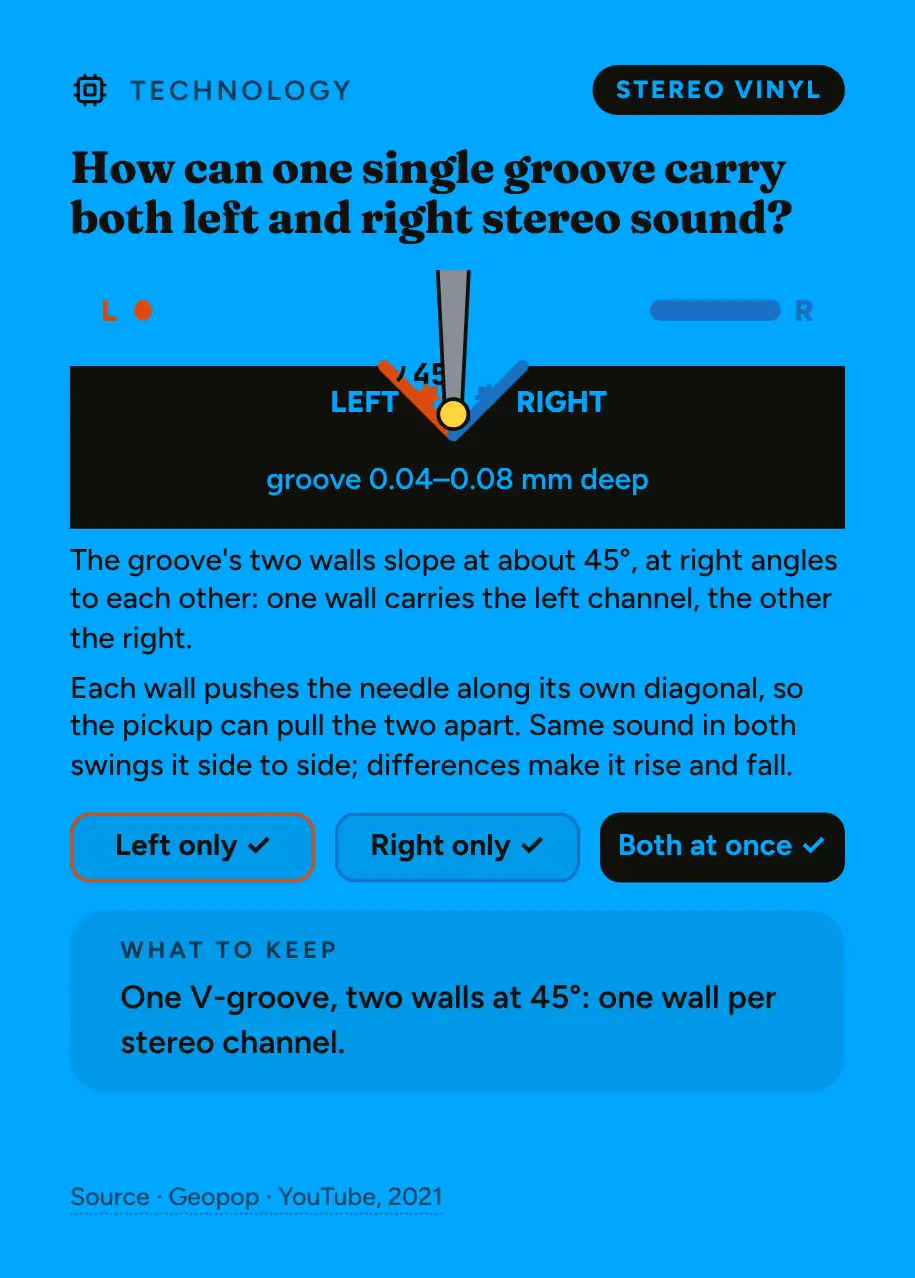 TECHNOLOGY
STEREO VINYL
How can one single groove carry
both left and right stereo sound?
L
R
45
LEFT
RIGHT
groove 0.04–0.08 mm deep
The groove's two walls slope at about 45°, at right angles
to each other: one wall carries the left channel, the other
the right.
Each wall pushes the needle along its own diagonal, so
the pickup can pull the two apart. Same sound in both
swings it side to side; differences make it rise and fall.
Left only ✓
Right only ✓
Both at once ✓
WHAT TO KEEP
One V-groove, two walls at 45°: one wall per
stereo channel.
Source · Geopop · YouTube, 2021